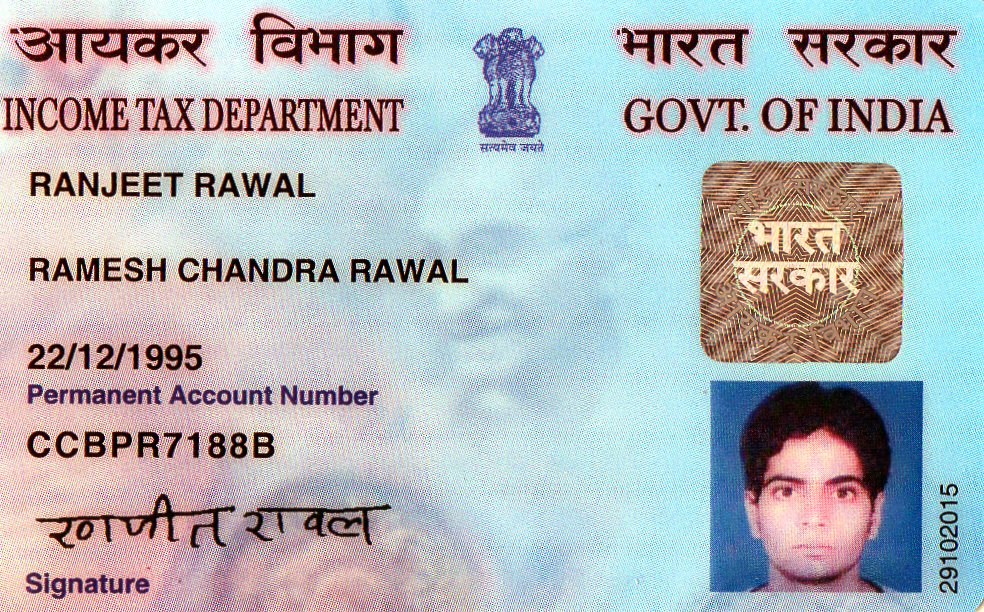 आयकर विभाग
भारत सरकार
INCOME TAX DEPARTMENT
GOVT. OF INDIA
सत्यमेव जयते
RANJEET RAWAL
RAMESH CHANDRA RAWAL
भारत
सरकार
22/12/1995
Permanent Account Number
CCBPR7188B
रणजीत रावल
Signature
29102015